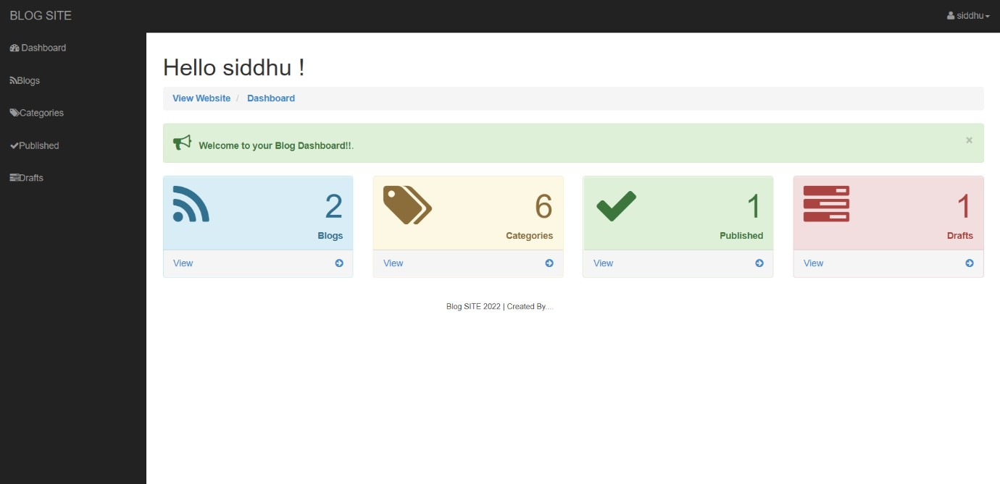 BLOG SITE
siddhu
Dashboard
Blogs
Categories
Published
Drafts
Hello siddhu !
View Website / Dashboard
Welcome to your Blog Dashboard!!.
×
2
Blogs
View
6
Categories
View
1
Published
View
1
Drafts
View
Blog SITE 2022 | Created By....